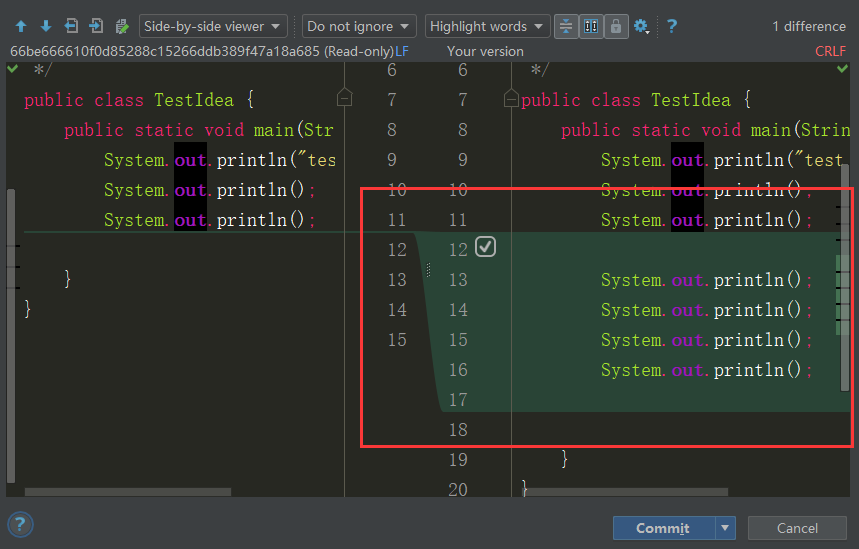 Side-by-side viewer Do not ignore Highlight words ? 1 difference
66be666610f0d85288c15266ddb389f47a18a685 (Read-only) LF Your version CRLF
*/ 6 6 */
public class TestIdea { 7 7 public class TestIdea {
public static void main(Str 8 8 public static void main(Strin
System.out.println("tes 9 9 System.out.println("test
System.out.println(); 10 10 System.out.println();
System.out.println(); 11 11 System.out.println();
12 12
} 13 13 System.out.println();
} 14 14 System.out.println();
15 15 System.out.println();
16 System.out.println();
17
18
19 }
20 }
? Commit Cancel